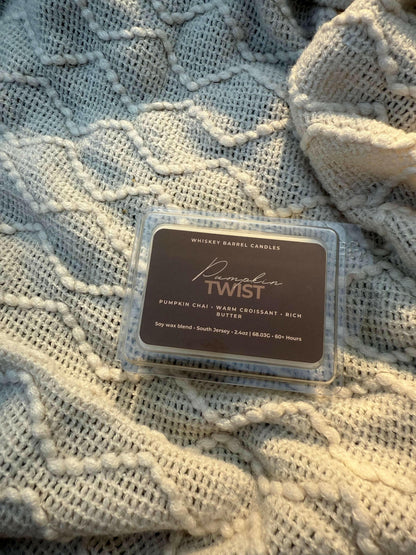 WHISKEY BARREL CANDLES
Pumpkin
TWIST
PUMPKIN CHAI • WARM CROISSANT • RICH
BUTTER
Soy wax blend • South Jersey • 2.4oz | 68.03G • 60+ Hours